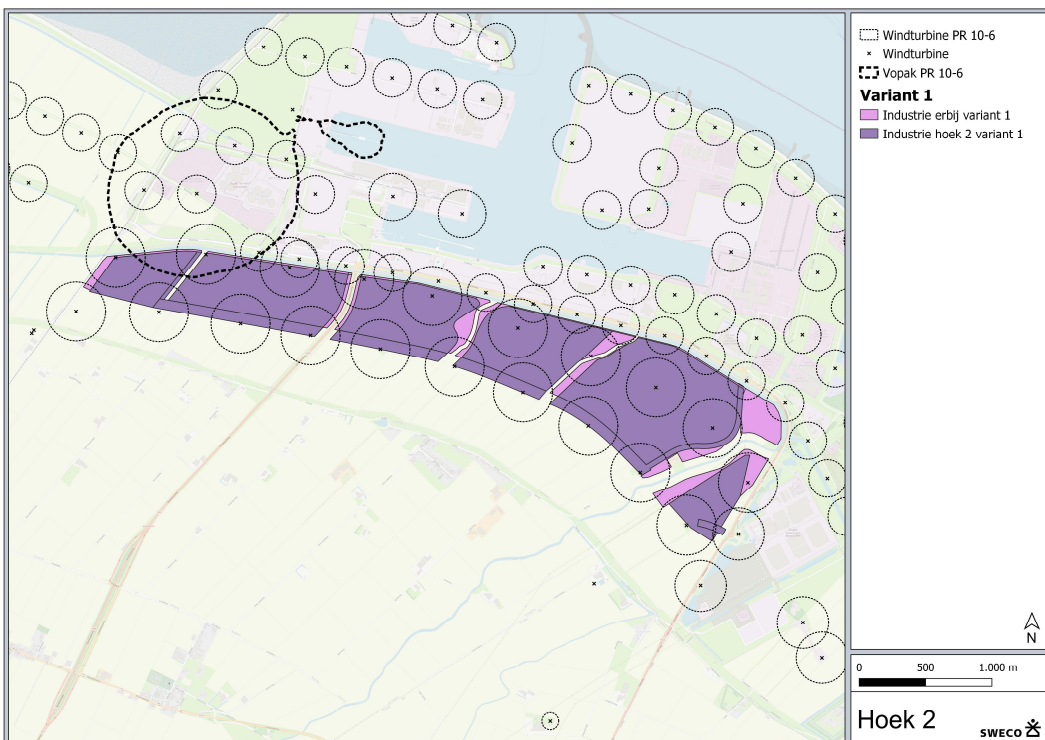 Windturbine PR 10-6
Windturbine
Vopak PR 10-6
Variant 1
Industrie erbij variant 1
Industrie hoek 2 variant 1
N
0 500 1.000 m
Hoek 2
SWECO